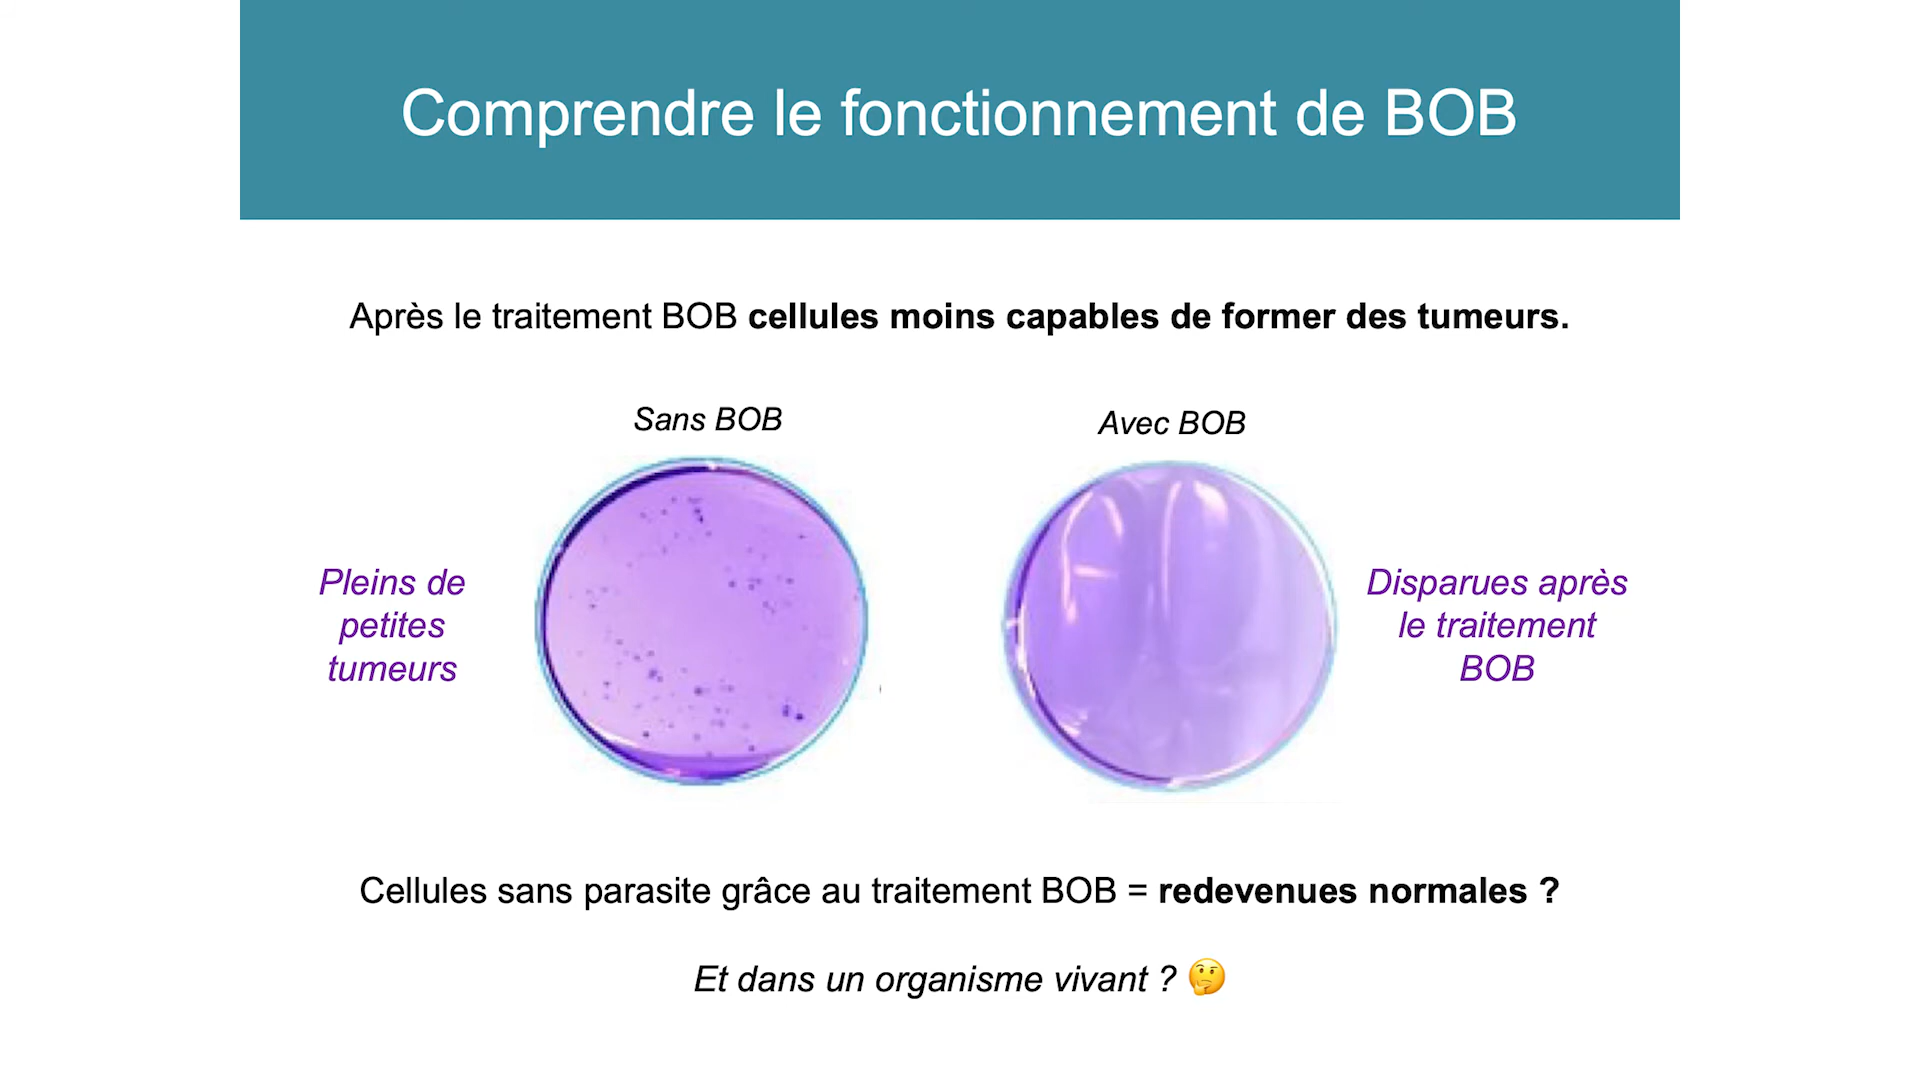 Comprendre le fonctionnement de BOB
Après le traitement BOB cellules moins capables de former des tumeurs.
Sans BOB
Avec BOB
Pleins de
petites
tumeurs
Disparues après
le traitement
BOB
Cellules sans parasite grâce au traitement BOB = redevenues normales ?
Et dans un organisme vivant ? 🤔